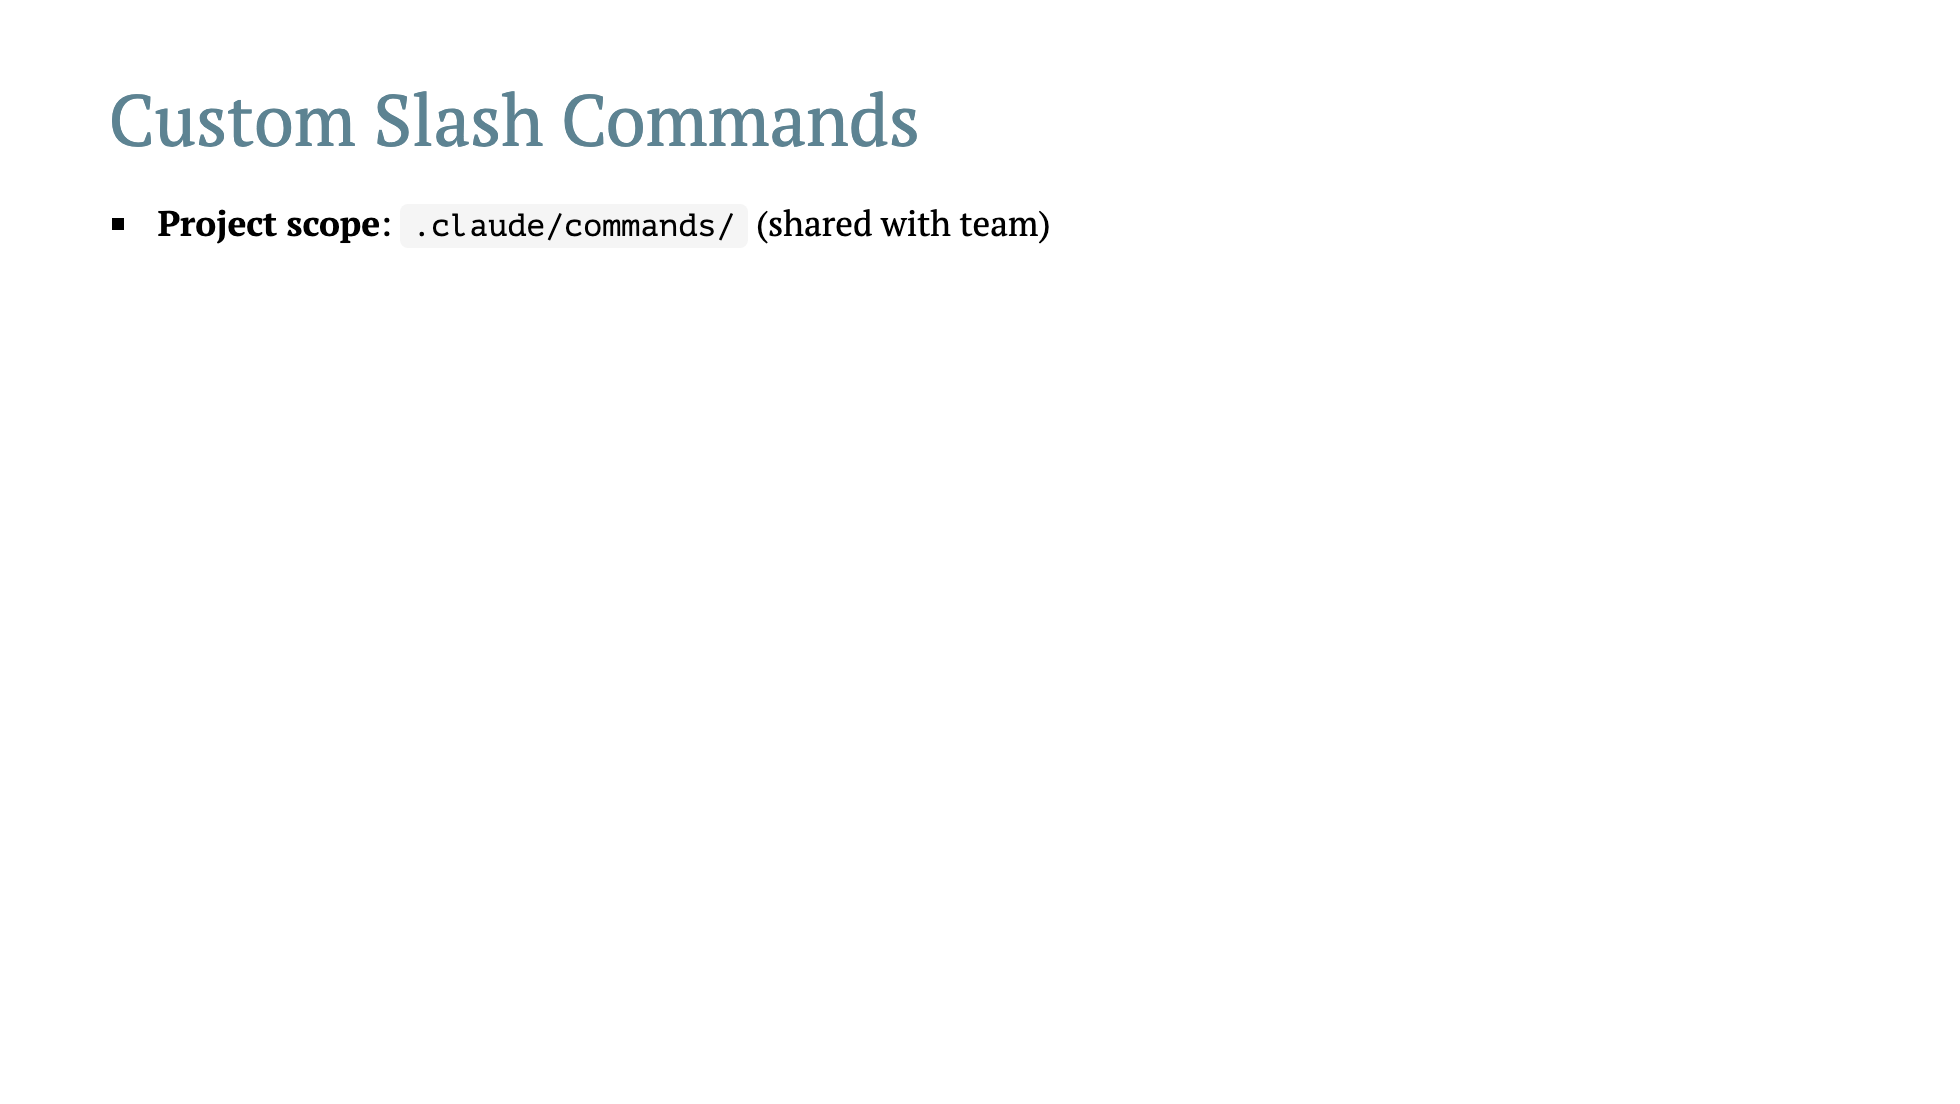 Custom Slash Commands
▪ Project scope: .claude/commands/ (shared with team)